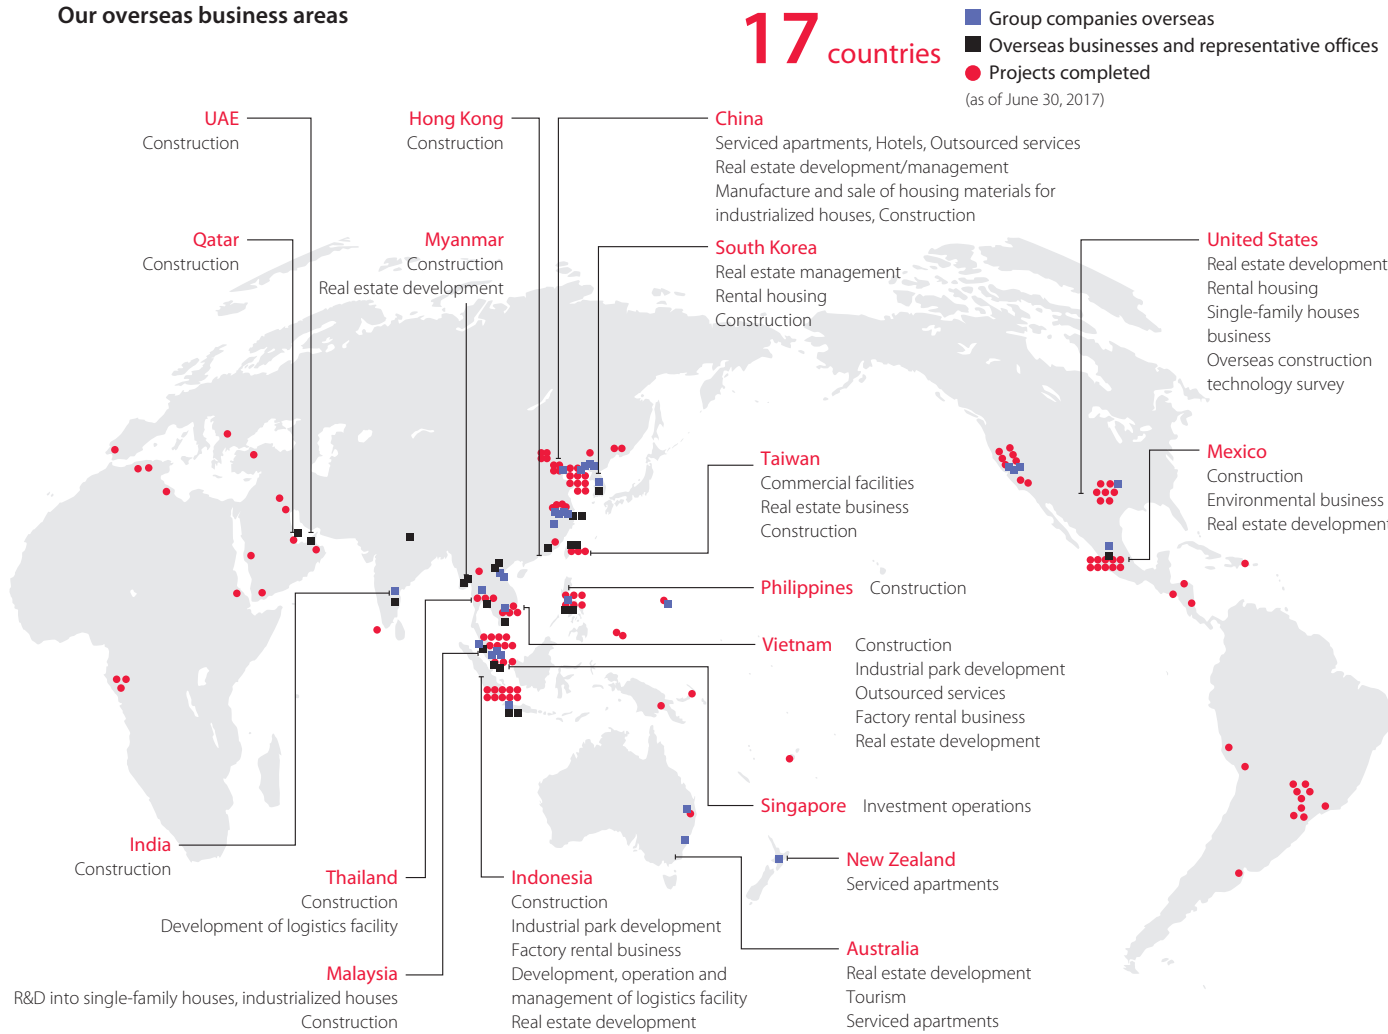 Our overseas business areas
17 countries
Group companies overseas
Overseas businesses and representative offices
Projects completed
(as of June 30, 2017)
UAE
Construction
Hong Kong
Construction
China
Serviced apartments, Hotels, Outsourced services
Real estate development/management
Manufacture and sale of housing materials for
industrialized houses, Construction
Qatar
Construction
Myanmar
Construction
Real estate development
South Korea
Real estate management
Rental housing
Construction
United States
Real estate development
Rental housing
Single-family houses
business
Overseas construction
technology survey
Taiwan
Commercial facilities
Real estate business
Construction
Mexico
Construction
Environmental business
Real estate development
Philippines Construction
Vietnam Construction
Industrial park development
Outsourced services
Factory rental business
Real estate development
Singapore Investment operations
India
Construction
New Zealand
Serviced apartments
Thailand
Construction
Development of logistics facility
Indonesia
Construction
Industrial park development
Factory rental business
Development, operation and
management of logistics facility
Real estate development
Malaysia
R&D into single-family houses, industrialized houses
Construction
Australia
Real estate development
Tourism
Serviced apartments